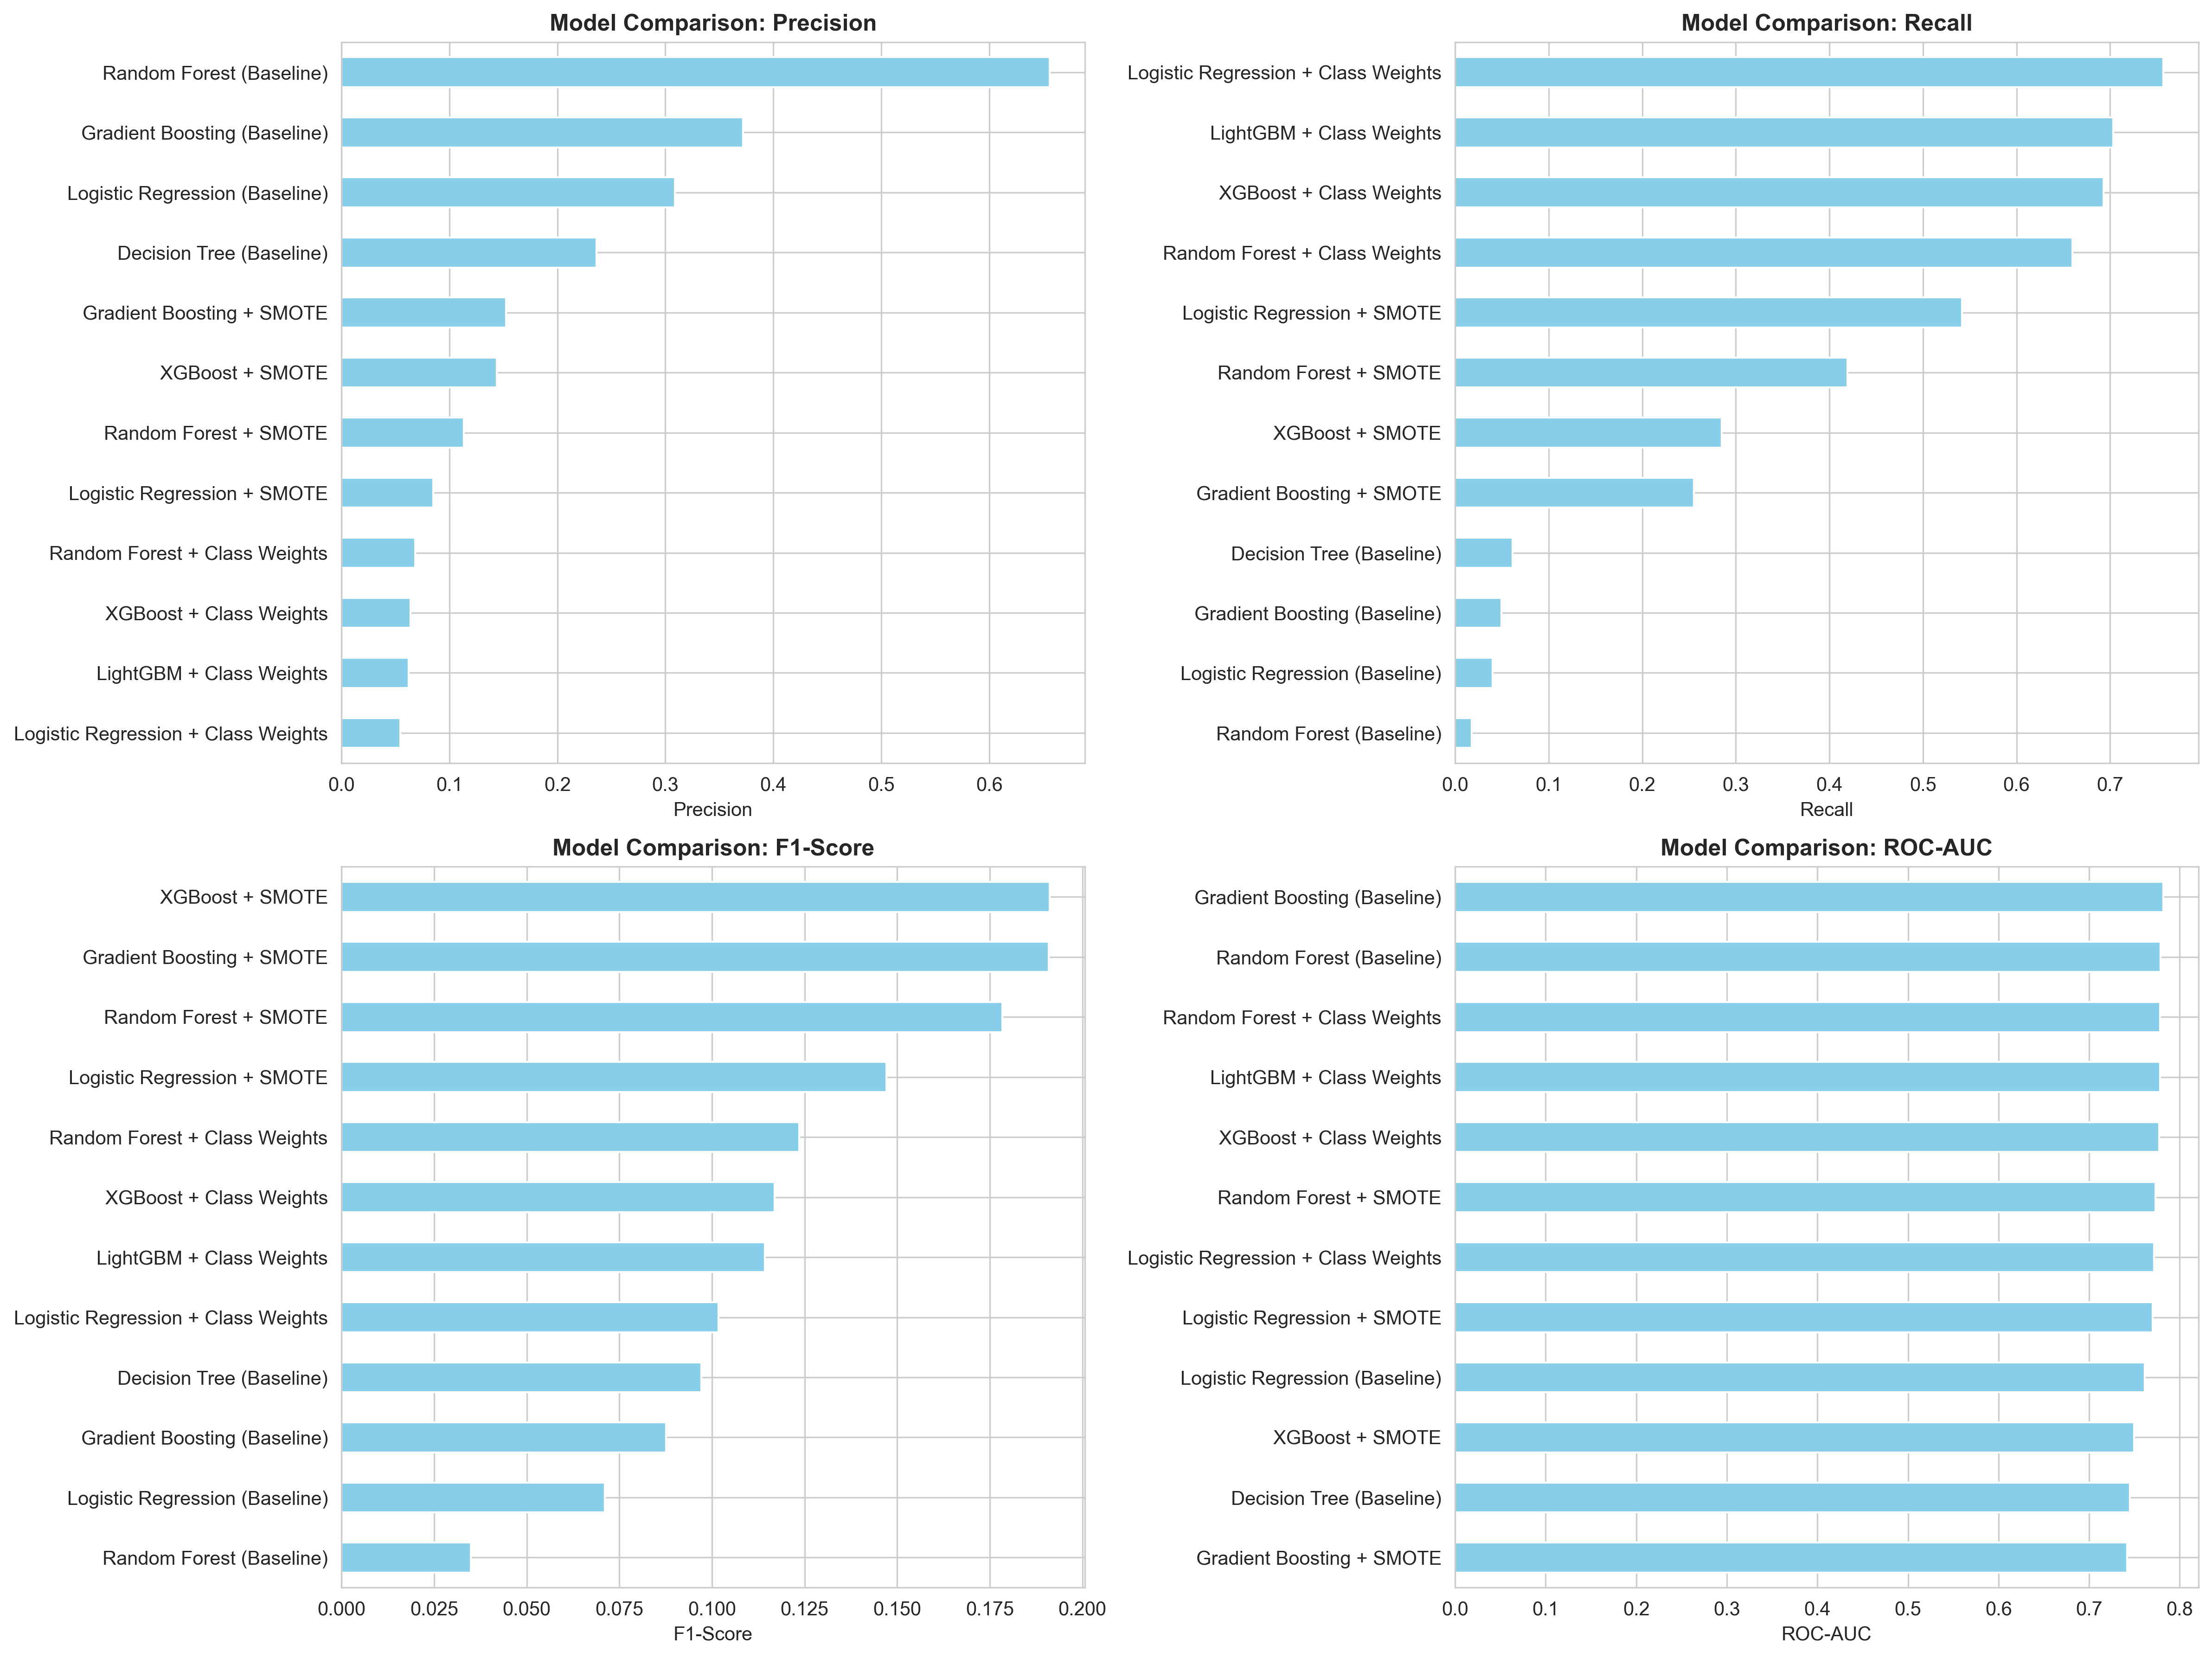 Model Comparison: Precision
Random Forest (Baseline)
Gradient Boosting (Baseline)
Logistic Regression (Baseline)
Decision Tree (Baseline)
Gradient Boosting + SMOTE
XGBoost + SMOTE
Random Forest + SMOTE
Logistic Regression + SMOTE
Random Forest + Class Weights
XGBoost + Class Weights
LightGBM + Class Weights
Logistic Regression + Class Weights
0.0 0.1 0.2 0.3 0.4 0.5 0.6
Precision
Model Comparison: Recall
Logistic Regression + Class Weights
LightGBM + Class Weights
XGBoost + Class Weights
Random Forest + Class Weights
Logistic Regression + SMOTE
Random Forest + SMOTE
XGBoost + SMOTE
Gradient Boosting + SMOTE
Decision Tree (Baseline)
Gradient Boosting (Baseline)
Logistic Regression (Baseline)
Random Forest (Baseline)
0.0 0.1 0.2 0.3 0.4 0.5 0.6 0.7
Recall
Model Comparison: F1-Score
XGBoost + SMOTE
Gradient Boosting + SMOTE
Random Forest + SMOTE
Logistic Regression + SMOTE
Random Forest + Class Weights
XGBoost + Class Weights
LightGBM + Class Weights
Logistic Regression + Class Weights
Decision Tree (Baseline)
Gradient Boosting (Baseline)
Logistic Regression (Baseline)
Random Forest (Baseline)
0.000 0.025 0.050 0.075 0.100 0.125 0.150 0.175 0.200
F1-Score
Model Comparison: ROC-AUC
Gradient Boosting (Baseline)
Random Forest (Baseline)
Random Forest + Class Weights
LightGBM + Class Weights
XGBoost + Class Weights
Random Forest + SMOTE
Logistic Regression + Class Weights
Logistic Regression + SMOTE
Logistic Regression (Baseline)
XGBoost + SMOTE
Decision Tree (Baseline)
Gradient Boosting + SMOTE
0.0 0.1 0.2 0.3 0.4 0.5 0.6 0.7 0.8
ROC-AUC